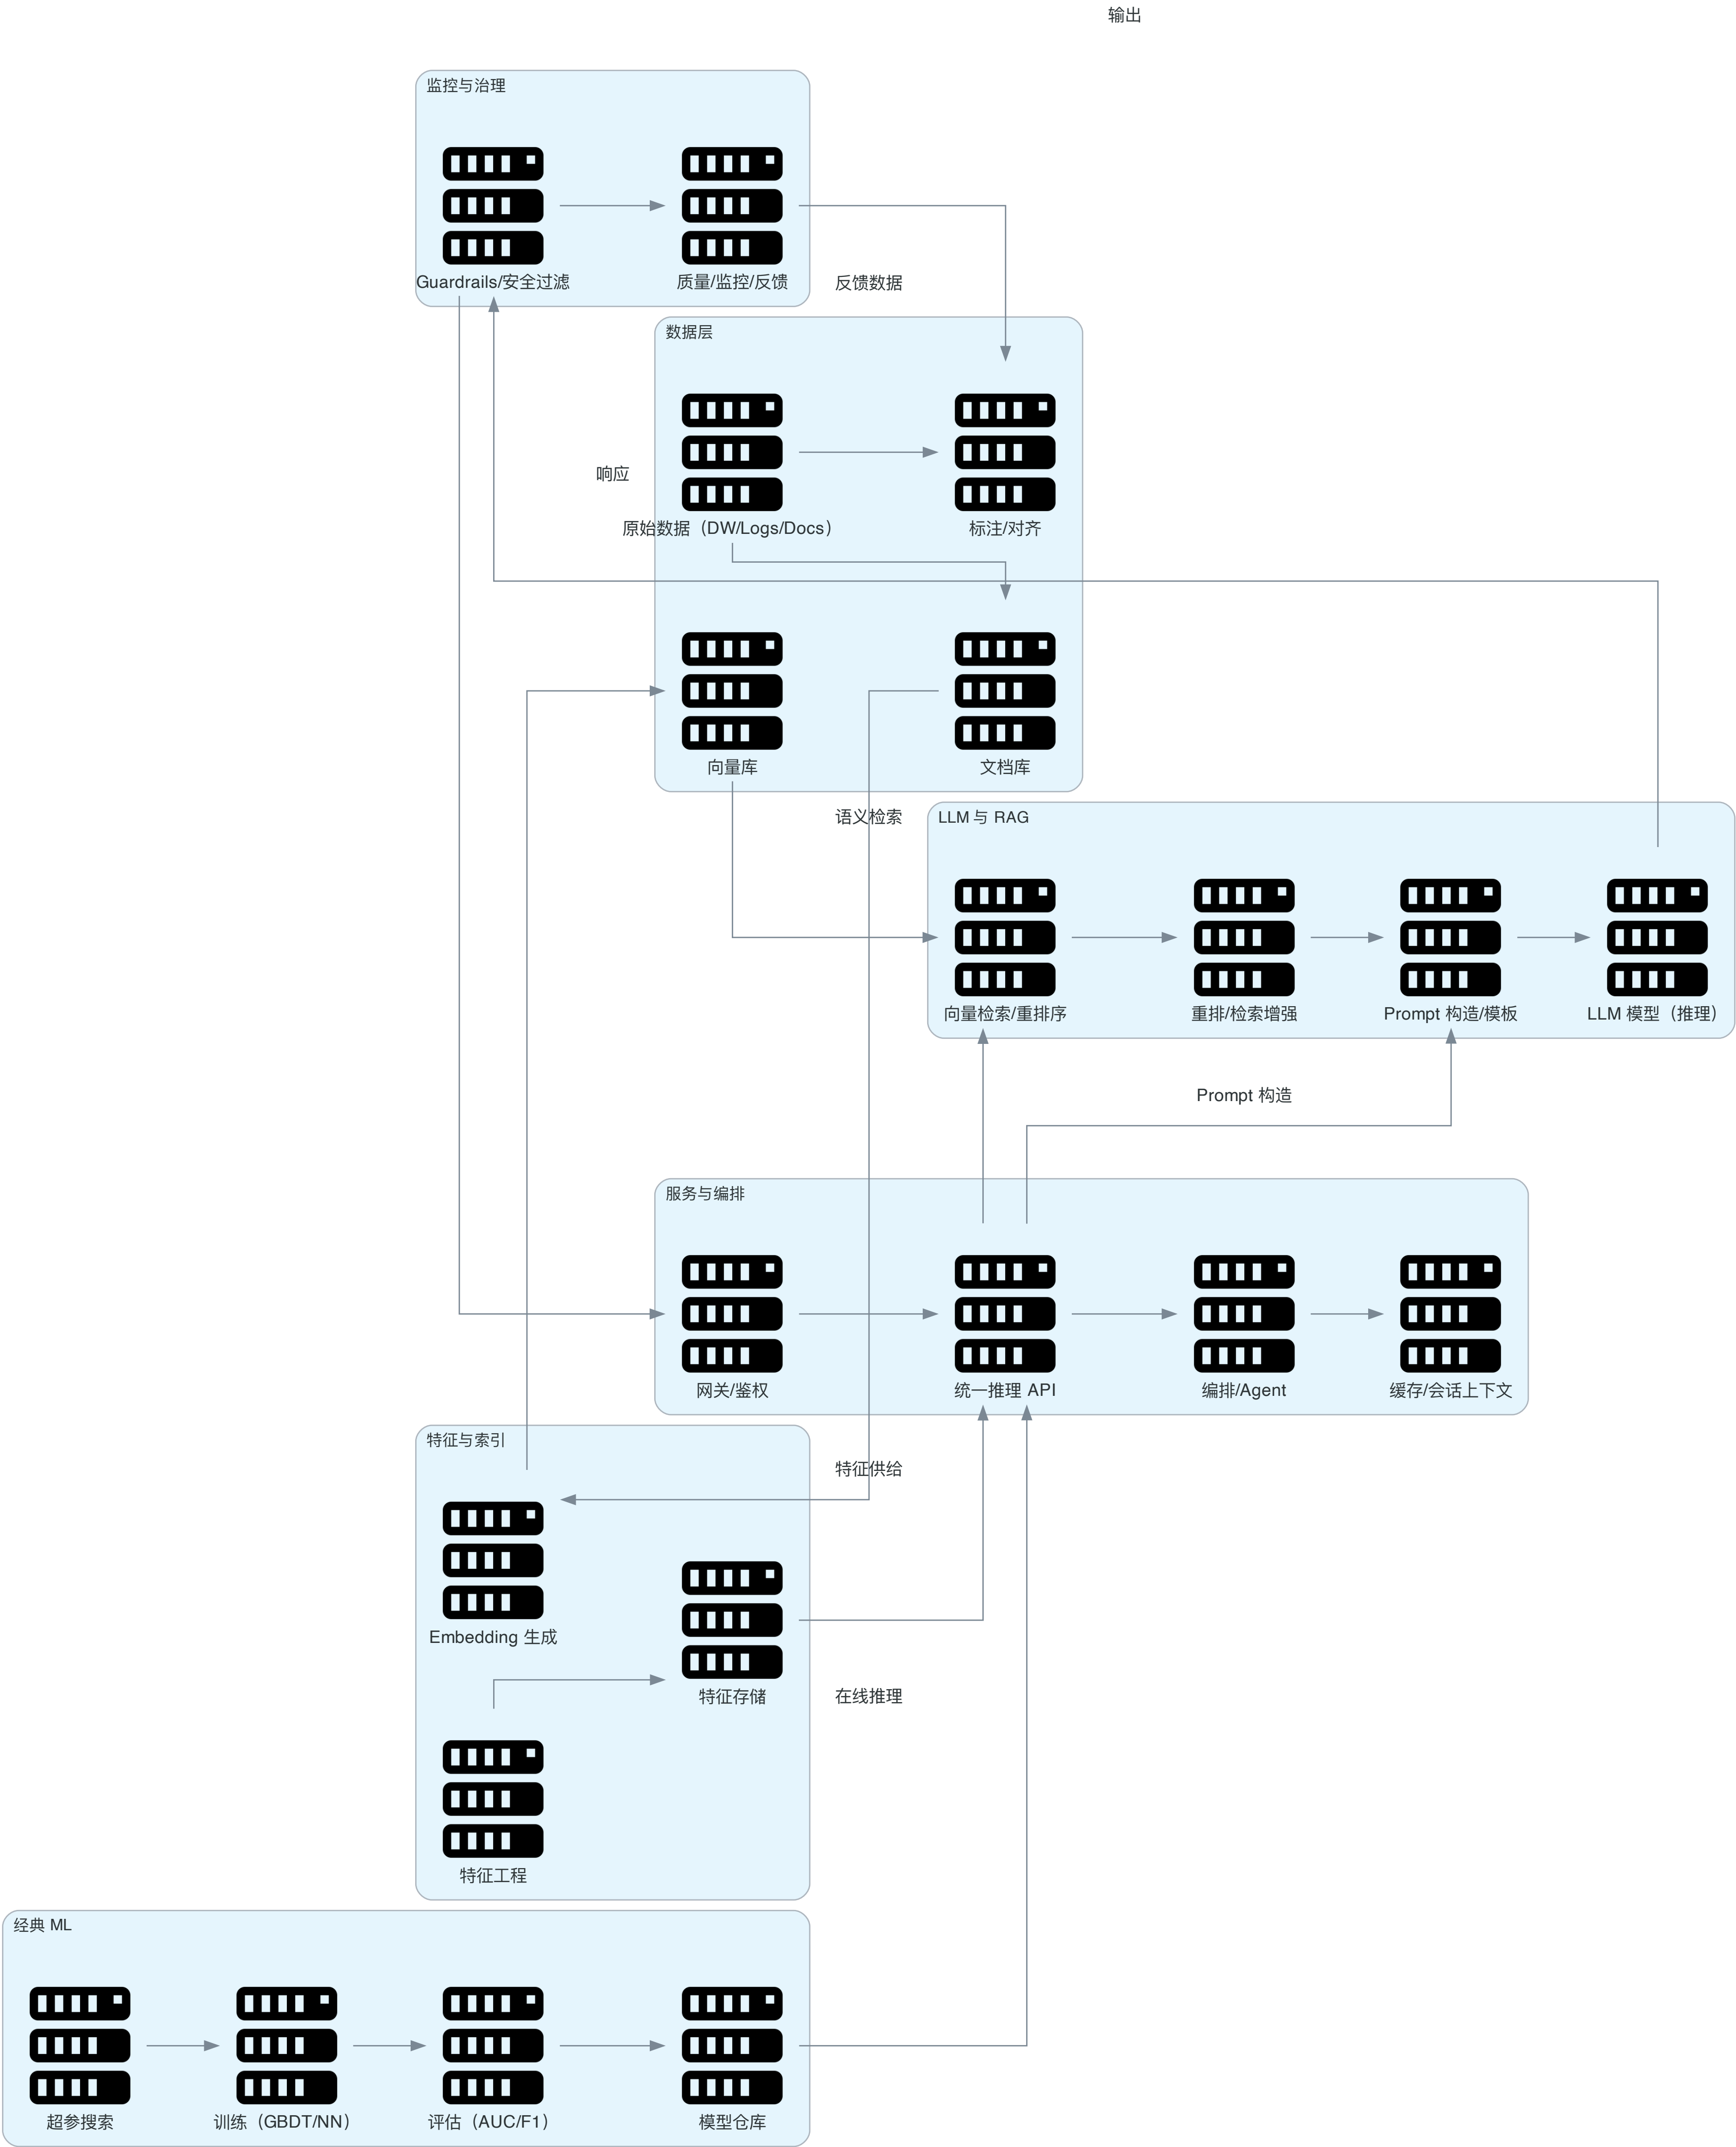 输出
监控与治理
Guardrails/安全过滤
质量/监控/反馈
反馈数据
数据层
响应
原始数据（DW/Logs/Docs）
标注/对齐
向量库
文档库
语义检索
LLM 与 RAG
向量检索/重排序
重排/检索增强
Prompt 构造/模板
LLM 模型（推理）
Prompt 构造
服务与编排
网关/鉴权
统一推理 API
编排/Agent
缓存/会话上下文
特征与索引
特征供给
Embedding 生成
特征存储
在线推理
特征工程
经典 ML
超参搜索
训练（GBDT/NN）
评估（AUC/F1）
模型仓库